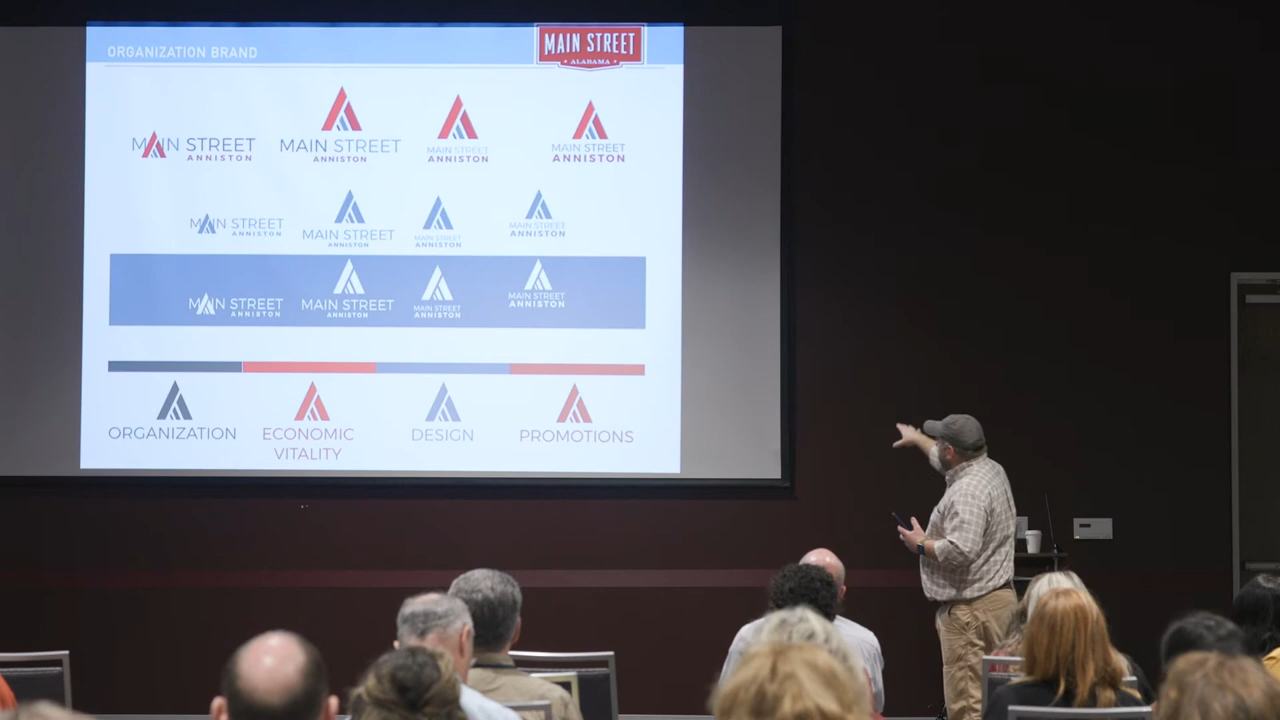 ORGANIZATION BRAND
MAIN STREET
• ALABAMA •
MAIN STREET
ANNISTON
MAIN STREET
ANNISTON
MAIN STREET
ANNISTON
MAIN STREET
ANNISTON
MAIN STREET
ANNISTON
MAIN STREET
ANNISTON
MAIN STREET
ANNISTON
MAIN STREET
ANNISTON
MAIN STREET
ANNISTON
MAIN STREET
ANNISTON
MAIN STREET
ANNISTON
MAIN STREET
ANNISTON
ORGANIZATION
ECONOMIC
VITALITY
DESIGN
PROMOTIONS